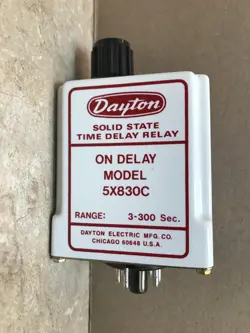 Dayton
SOLID STATE
TIME DELAY RELAY
ON DELAY
MODEL
5X830C
RANGE: 3-300 Sec.
DAYTON ELECTRIC MFG. CO.
CHICAGO 60648 U.S.A.